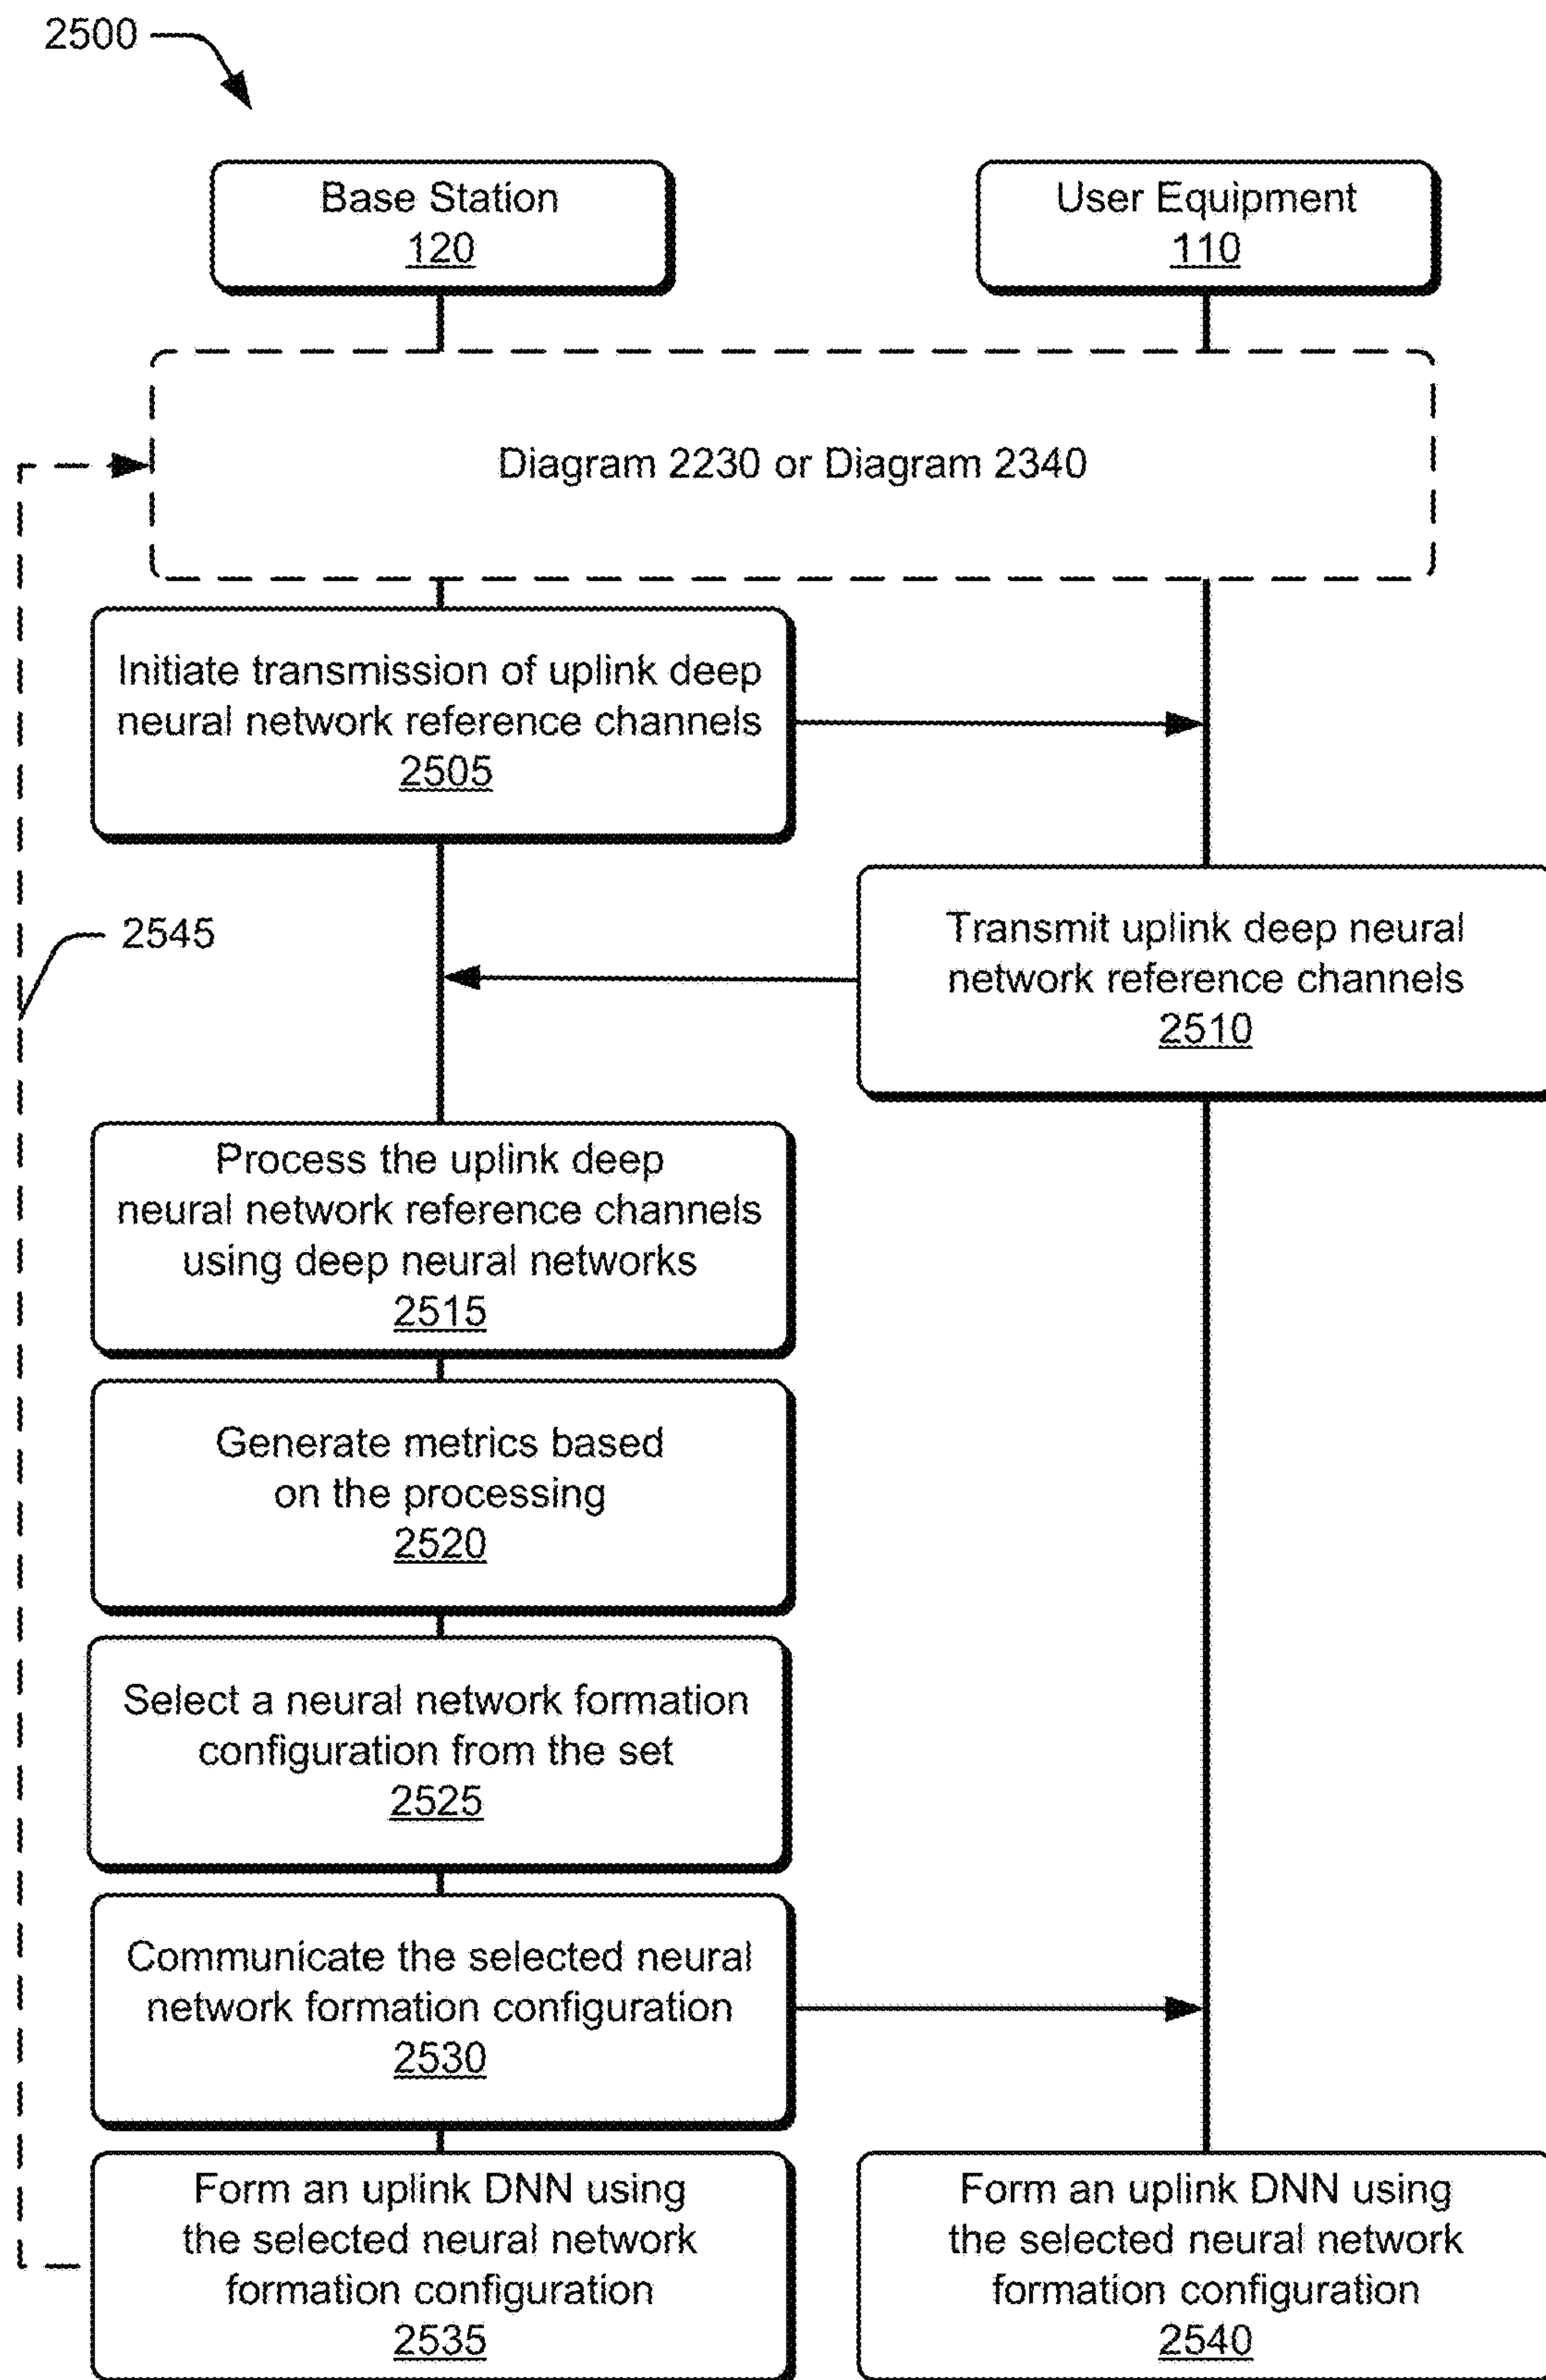 2500
Base Station
120
User Equipment
110
Diagram 2230 or Diagram 2340
Initiate transmission of uplink deep
neural network reference channels
2505
2545
Transmit uplink deep neural
network reference channels
2510
Process the uplink deep
neural network reference channels
using deep neural networks
2515
Generate metrics based
on the processing
2520
Select a neural network formation
configuration from the set
2525
Communicate the selected neural
network formation configuration
2530
Form an uplink DNN using
the selected neural network
formation configuration
2535
Form an uplink DNN using
the selected neural network
formation configuration
2540